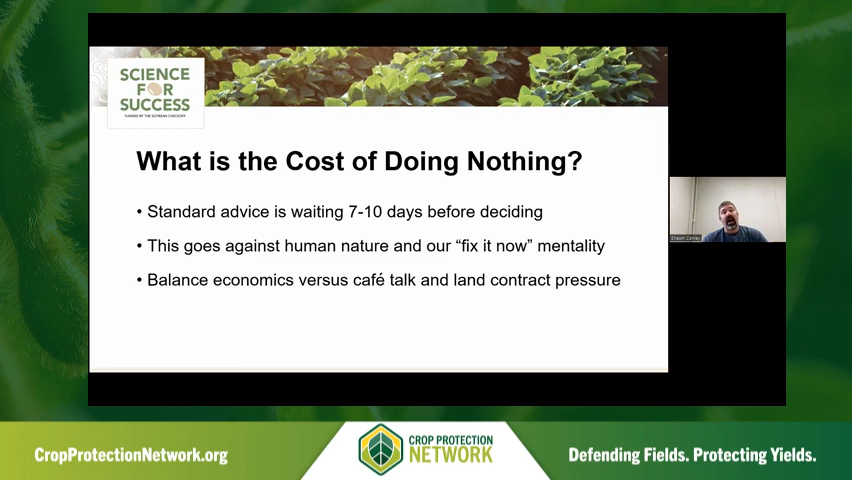 SCIENCE
FOR
SUCCESS
FUNDED BY THE SOYBEAN CHECKOFF
What is the Cost of Doing Nothing?
• Standard advice is waiting 7-10 days before deciding
• This goes against human nature and our “fix it now” mentality
• Balance economics versus café talk and land contract pressure
Shawn Conley
CropProtectionNetwork.org
CROP PROTECTION
NETWORK
Defending Fields. Protecting Yields.